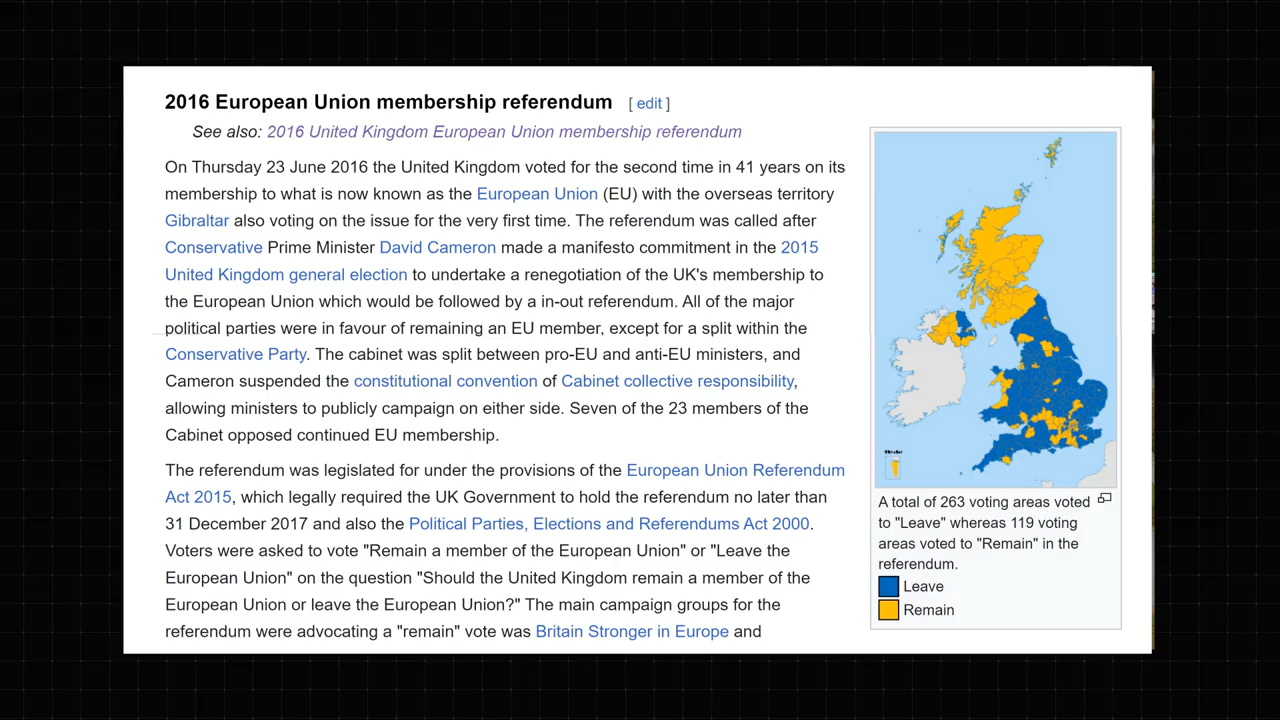 2016 European Union membership referendum [ edit ]
See also: 2016 United Kingdom European Union membership referendum
On Thursday 23 June 2016 the United Kingdom voted for the second time in 41 years on its
membership to what is now known as the European Union (EU) with the overseas territory
Gibraltar also voting on the issue for the very first time. The referendum was called after
Conservative Prime Minister David Cameron made a manifesto commitment in the 2015
United Kingdom general election to undertake a renegotiation of the UK's membership to
the European Union which would be followed by a in-out referendum. All of the major
political parties were in favour of remaining an EU member, except for a split within the
Conservative Party. The cabinet was split between pro-EU and anti-EU ministers, and
Cameron suspended the constitutional convention of Cabinet collective responsibility,
allowing ministers to publicly campaign on either side. Seven of the 23 members of the
Cabinet opposed continued EU membership.
The referendum was legislated for under the provisions of the European Union Referendum
Act 2015, which legally required the UK Government to hold the referendum no later than
31 December 2017 and also the Political Parties, Elections and Referendums Act 2000.
Voters were asked to vote "Remain a member of the European Union" or "Leave the
European Union" on the question "Should the United Kingdom remain a member of the
European Union or leave the European Union?" The main campaign groups for the
referendum were advocating a "remain" vote was Britain Stronger in Europe and
A total of 263 voting areas voted
to "Leave" whereas 119 voting
areas voted to "Remain" in the
referendum.
Leave
Remain